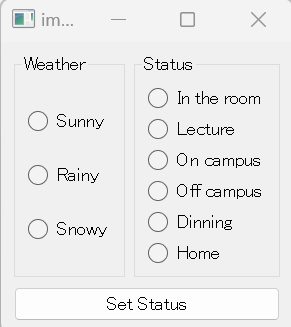 im...
Weather
Sunny
Rainy
Snowy
Status
In the room
Lecture
On campus
Off campus
Dinning
Home
Set Status